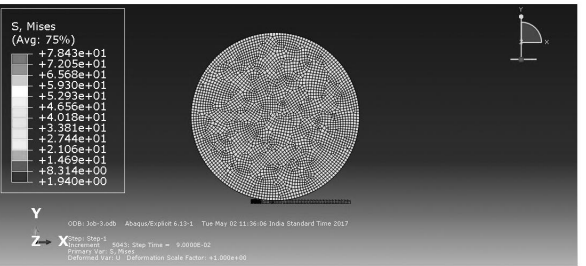 S, Mises
(Avg: 75%)
+7.843e+01
+7.205e+01
+6.568e+01
+5.930e+01
+5.293e+01
+4.656e+01
+4.018e+01
+3.381e+01
+2.744e+01
+2.106e+01
+1.469e+01
+8.314e+00
+1.940e+00
Y
X
Y
Z X
ODB: Job-3.odb Abaqus/Explicit 6.13-1 Tue May 02 11:36:06 India Standard Time 2017
Step: Step-1
Increment 5043: Step Time = 9.0000E-02
Primary Var: S, Mises
Deformed Var: U Deformation Scale Factor: +1.000e+00